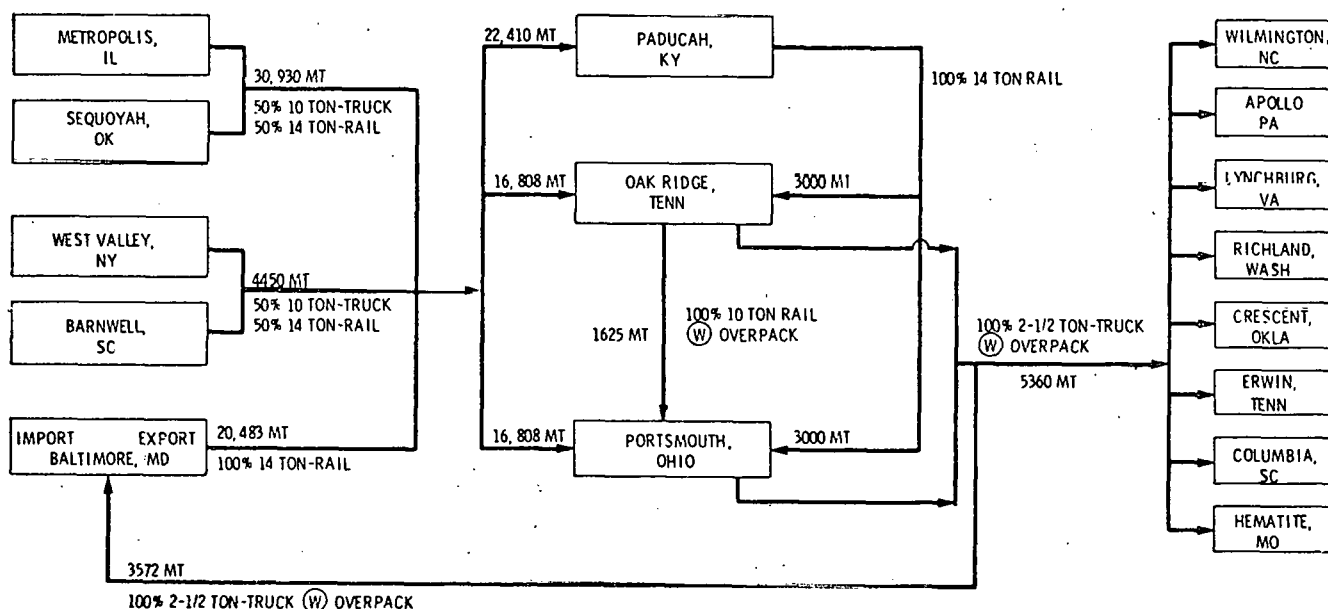 METROPOLIS,
IL
SEQUOYAH,
OK
30,930 MT
50% 10 TON-TRUCK
50% 14 TON-RAIL
WEST VALLEY,
NY
BARNWELL,
SC
4450 MT
50% 10 TON-TRUCK
50% 14 TON-RAIL
IMPORT EXPORT
BALTIMORE, MD
20,483 MT
100% 14 TON-RAIL
3572 MT
100% 2-1/2 TON-TRUCK (W) OVERPACK
22,410 MT
PADUCAH,
KY
100% 14 TON RAIL
16,808 MT
OAK RIDGE,
TENN
3000 MT
1625 MT
100% 10 TON RAIL
(W) OVERPACK
16,808 MT
PORTSMOUTH,
OHIO
3000 MT
100% 2-1/2 TON-TRUCK
(W) OVERPACK
5360 MT
WILMINGTON,
NC
APOLLO
PA
LYNCHBURG,
VA
RICHLAND,
WASH
CRESCENT,
OKLA
ERWIN,
TENN
COLUMBIA,
SC
HEMATITE,
MO